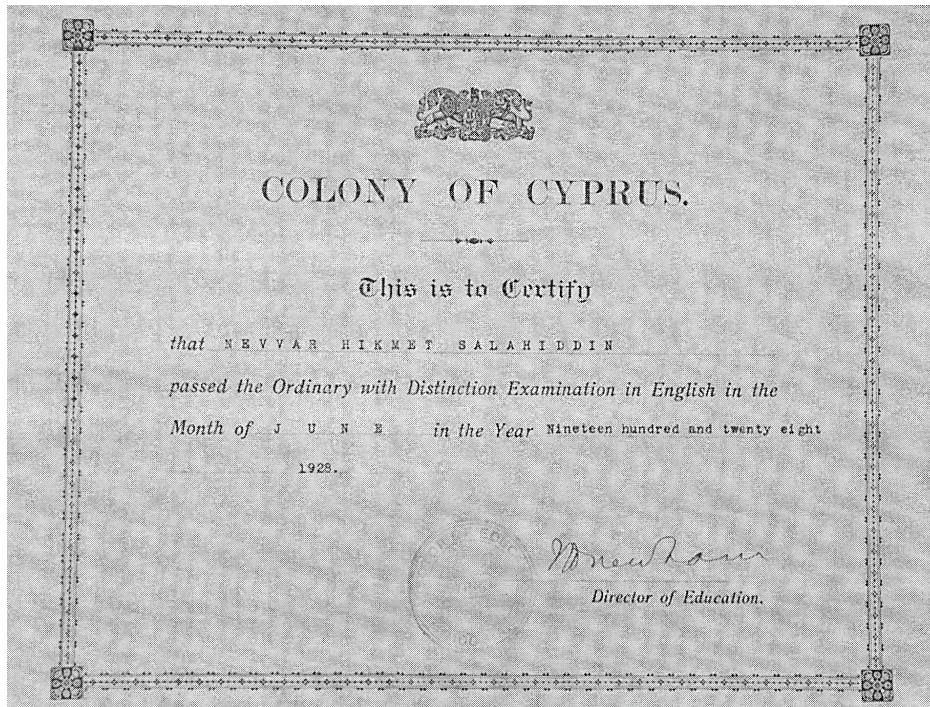 COLONY OF CYPRUS.
This is to Certify
that NEVVAR HIKMET SALAHIDDIN
passed the Ordinary with Distinction Examination in English in the
Month of JUNE in the Year Nineteen hundred and twenty eight
1928.
Director of Education.